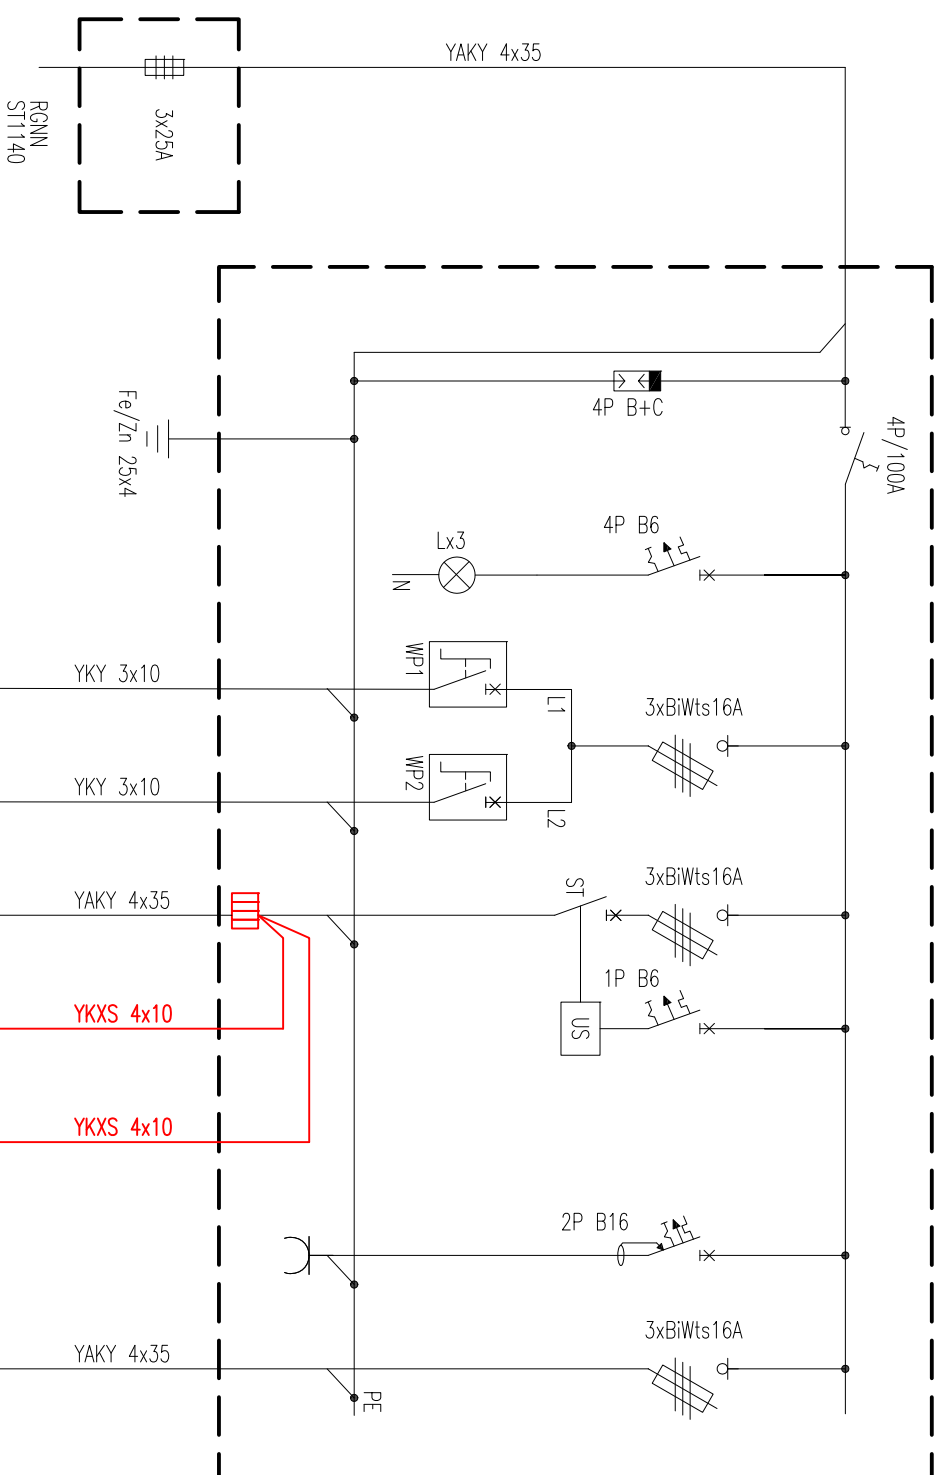 YAKY 4x35
3x25A
RGNN
ST1140
4P B+C
4P/100A
Fe/Zn 25x4
4P B6
Lx3
N
WP1
YKY 3x10
L1
3xBiWts16A
WP2
YKY 3x10
L2
3xBiWts16A
ST
YAKY 4x35
1P B6
YKXS 4x10
US
YKXS 4x10
2P B16
3xBiWts16A
YAKY 4x35
PE